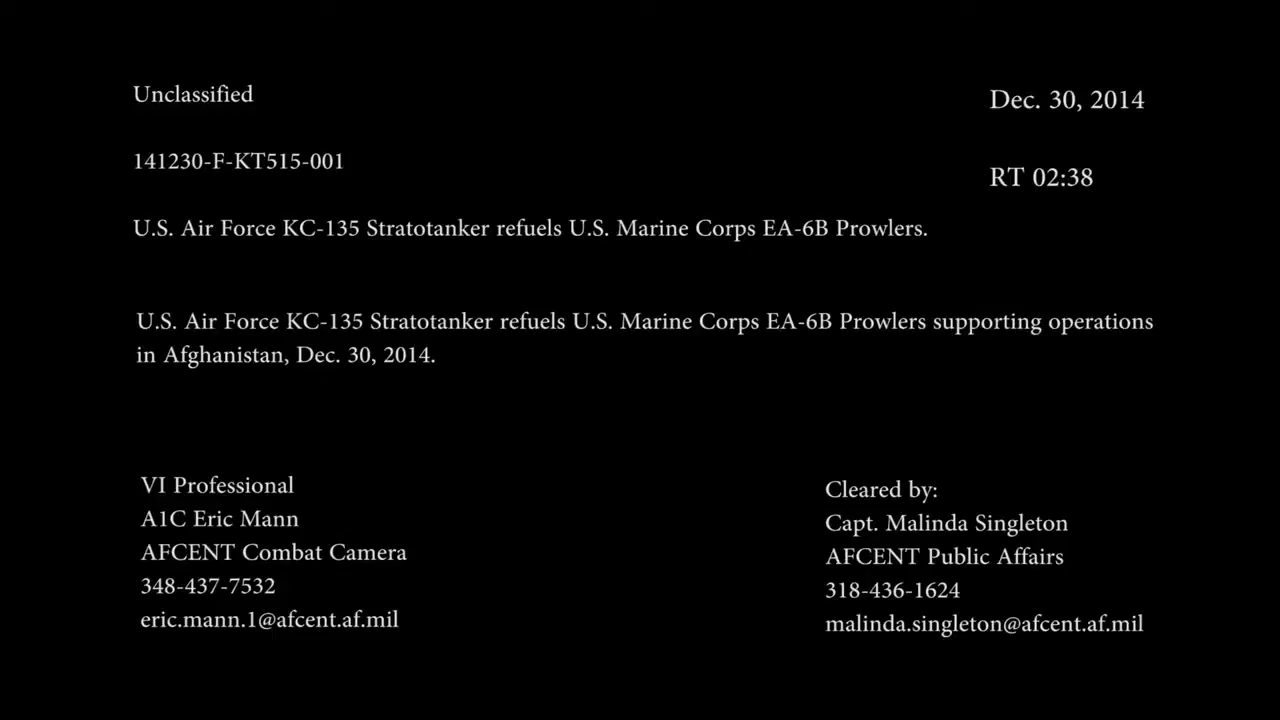 Unclassified
Dec. 30, 2014
141230-F-KT515-001
RT 02:38
U.S. Air Force KC-135 Stratotanker refuels U.S. Marine Corps EA-6B Prowlers.
U.S. Air Force KC-135 Stratotanker refuels U.S. Marine Corps EA-6B Prowlers supporting operations
in Afghanistan, Dec. 30, 2014.
VI Professional
A1C Eric Mann
AFCENT Combat Camera
348-437-7532
eric.mann.1@afcent.af.mil
Cleared by:
Capt. Malinda Singleton
AFCENT Public Affairs
318-436-1624
malinda.singleton@afcent.af.mil